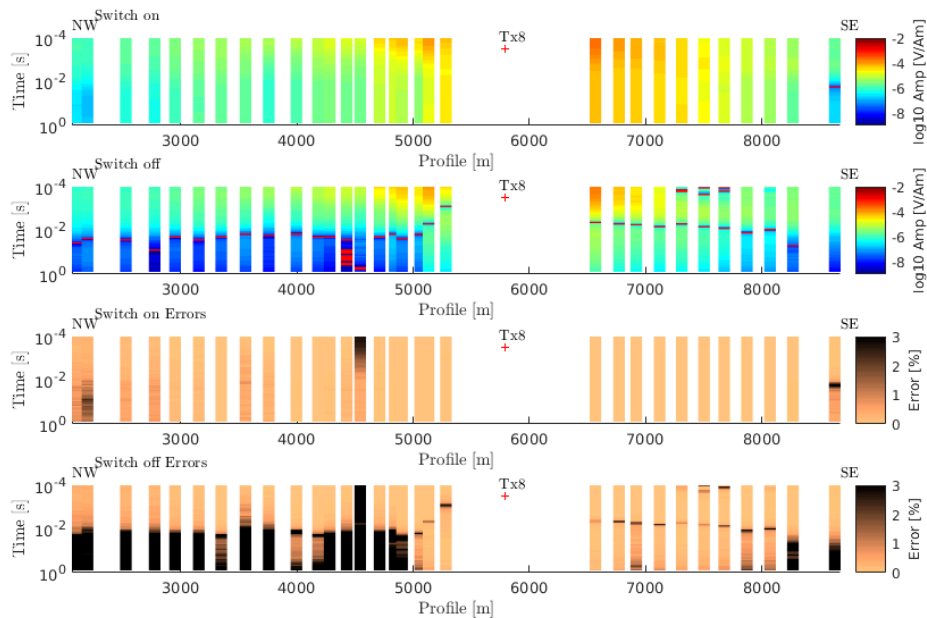 Switch on
NW
SE
Tx8
10^-4
10^-2
10^0
Time [s]
3000 4000 5000 6000 7000 8000
Profile [m]
-2
-4
-6
-8
log10 Amp [V/Am]
Switch off
NW
SE
Tx8
10^-4
10^-2
10^0
Time [s]
3000 4000 5000 6000 7000 8000
Profile [m]
-2
-4
-6
-8
log10 Amp [V/Am]
Switch on Errors
NW
SE
Tx8
10^-4
10^-2
10^0
Time [s]
3000 4000 5000 6000 7000 8000
Profile [m]
3
2
1
0
Error [%]
Switch off Errors
NW
SE
Tx8
10^-4
10^-2
10^0
Time [s]
3000 4000 5000 6000 7000 8000
Profile [m]
3
2
1
0
Error [%]